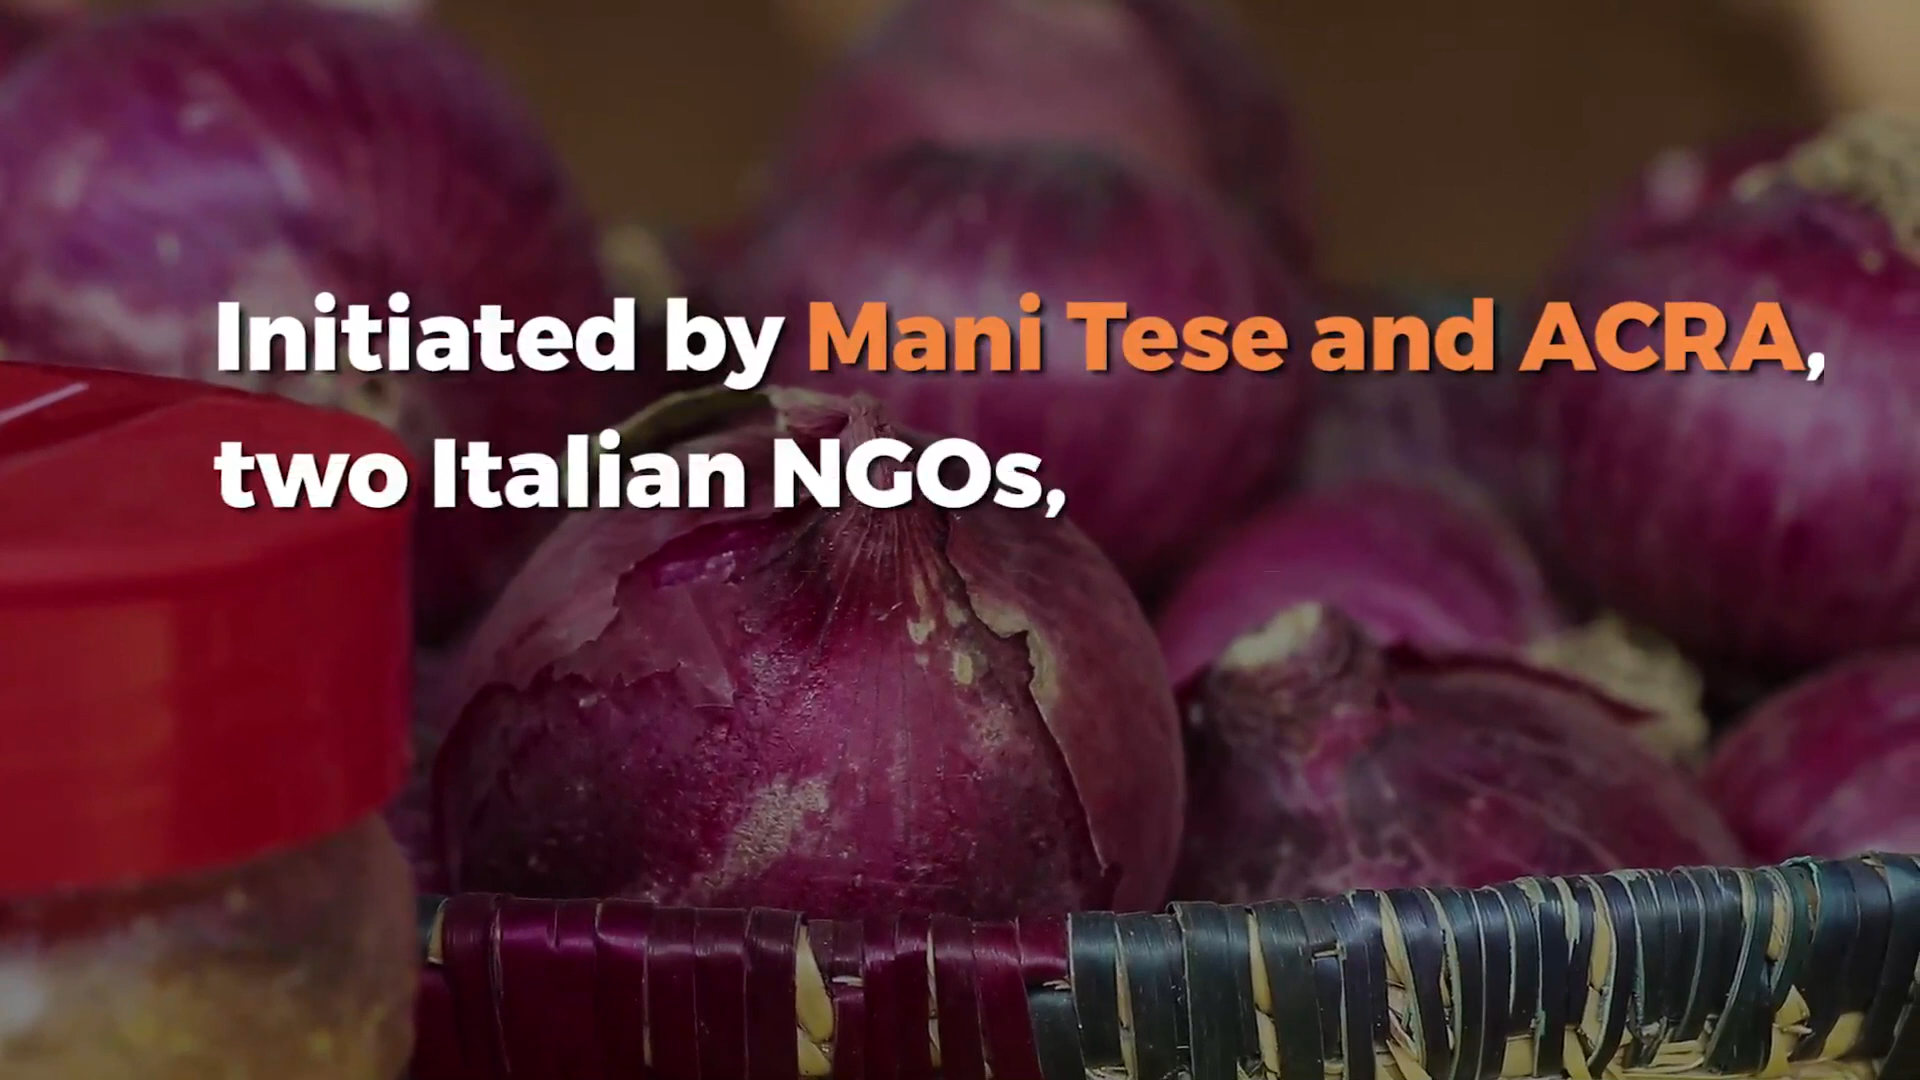 Initiated by Mani Tese and ACRA,
two Italian NGOs,